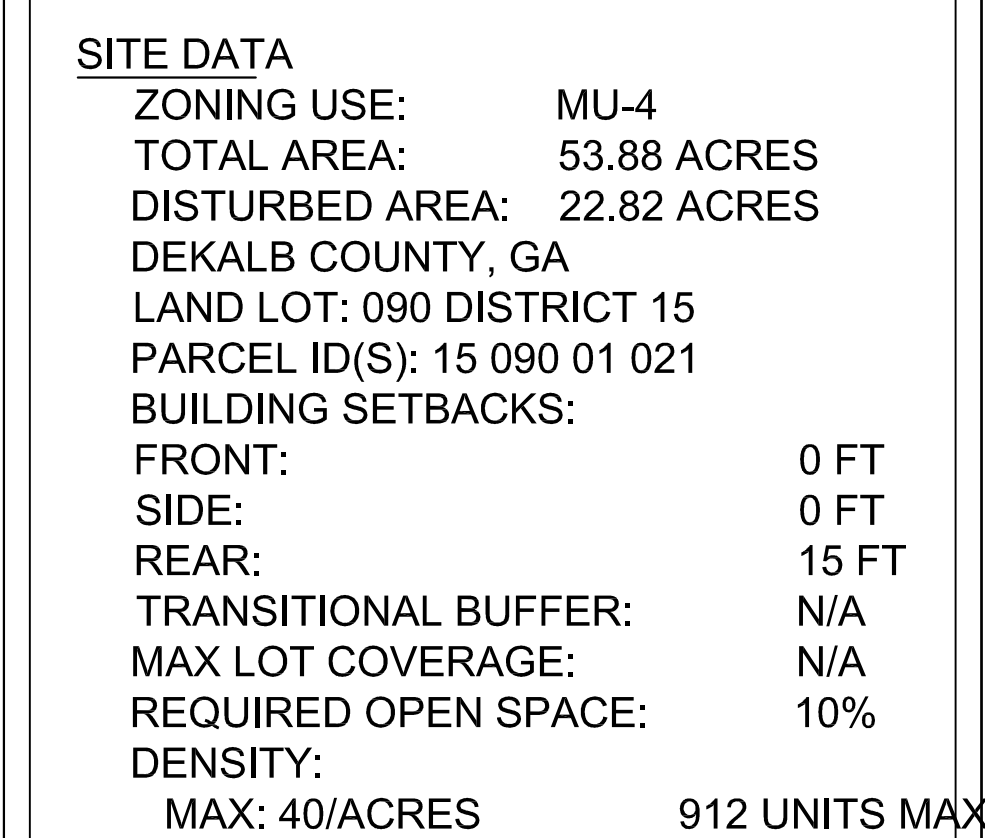 SITE DATA
ZONING USE: MU-4
TOTAL AREA: 53.88 ACRES
DISTURBED AREA: 22.82 ACRES
DEKALB COUNTY, GA
LAND LOT: 090 DISTRICT 15
PARCEL ID(S): 15 090 01 021
BUILDING SETBACKS:
FRONT: 0 FT
SIDE: 0 FT
REAR: 15 FT
TRANSITIONAL BUFFER: N/A
MAX LOT COVERAGE: N/A
REQUIRED OPEN SPACE: 10%
DENSITY:
MAX: 40/ACRES 912 UNITS MAX